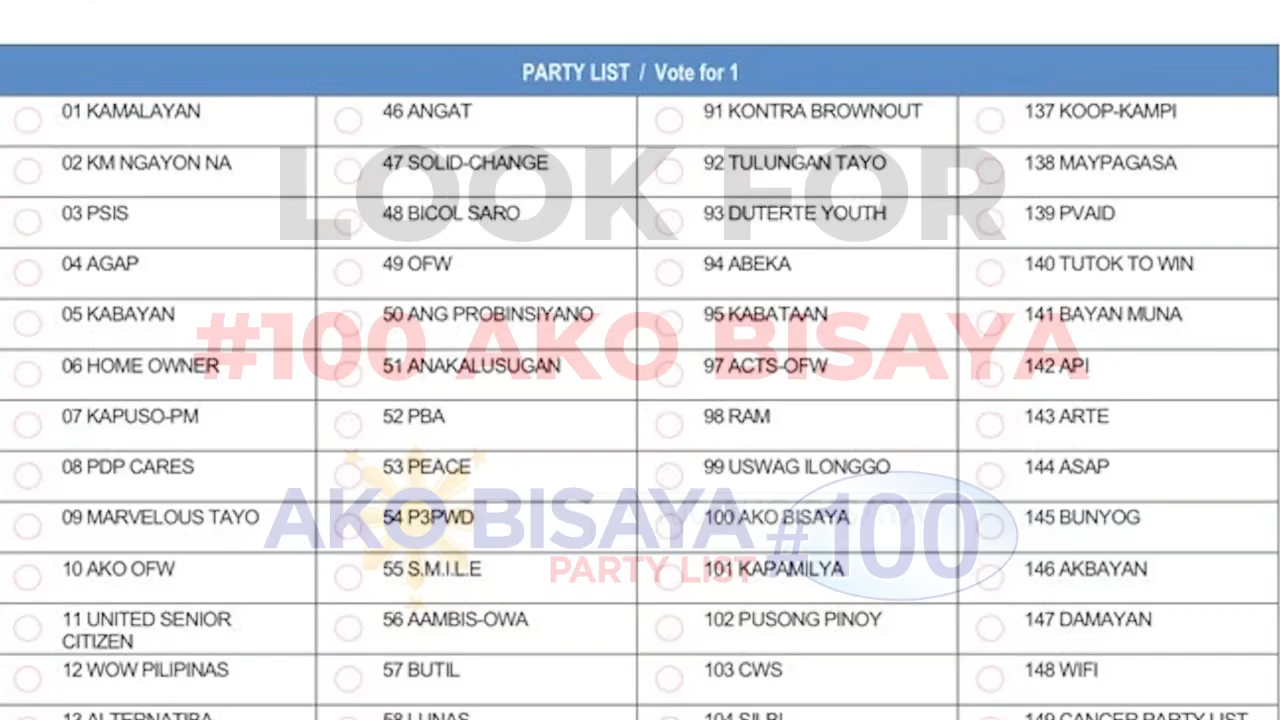 PARTY LIST / Vote for 1
01 KAMALAYAN
46 ANGAT
91 KONTRA BROWNOUT
137 KOOP-KAMPI
02 KM NGAYON NA
47 SOLID-CHANGE
92 TULUNGAN TAYO
138 MAYPAGASA
LOOK FOR
03 PSIS
48 BICOL SARO
93 DUTERTE YOUTH
139 PVAID
04 AGAP
49 OFW
94 ABEKA
140 TUTOK TO WIN
05 KABAYAN
50 ANG PROBINSIYANO
95 KABATAAN
141 BAYAN MUNA
#100 AKO BISAYA
06 HOME OWNER
51 ANAKALUSUGAN
97 ACTS-OFW
142 API
07 KAPUSO-PM
52 PBA
98 RAM
143 ARTE
08 PDP CARES
53 PEACE
99 USWAG ILONGGO
144 ASAP
09 MARVELOUS TAYO
54 P3PWD
100 AKO BISAYA
145 BUNYOG
AKO BISAYA #100
PARTY LIST
10 AKO OFW
55 S.M.I.L.E
101 KAPAMILYA
146 AKBAYAN
11 UNITED SENIOR
CITIZEN
56 AAMBIS-OWA
102 PUSONG PINOY
147 DAMAYAN
12 WOW PILIPINAS
57 BUTIL
103 CWS
148 WIFI
13 ALTERNATIBA
58 LUNAS
104 SILBI
149 CANCER PARTY LIST